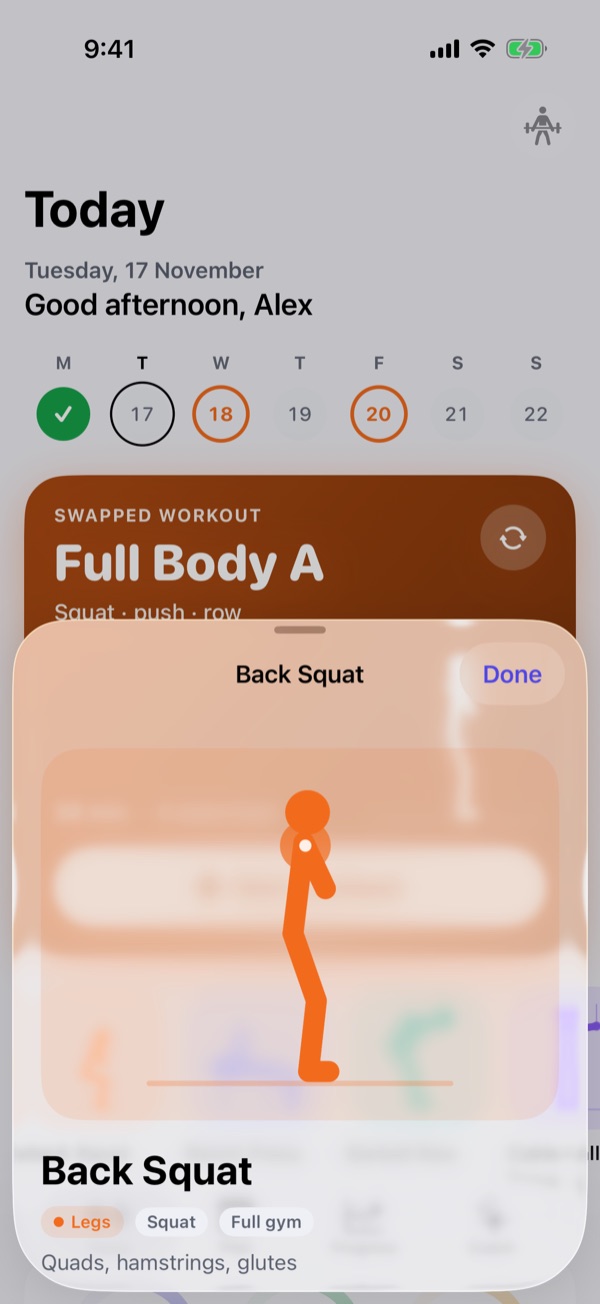 9:41
Today
Tuesday, 17 November
Good afternoon, Alex
M T W T F S S
17 18 19 20 21 22
SWAPPED WORKOUT
Full Body A
Squat · push · row
Back Squat
Done
Back Squat
Legs Squat Full gym
Quads, hamstrings, glutes